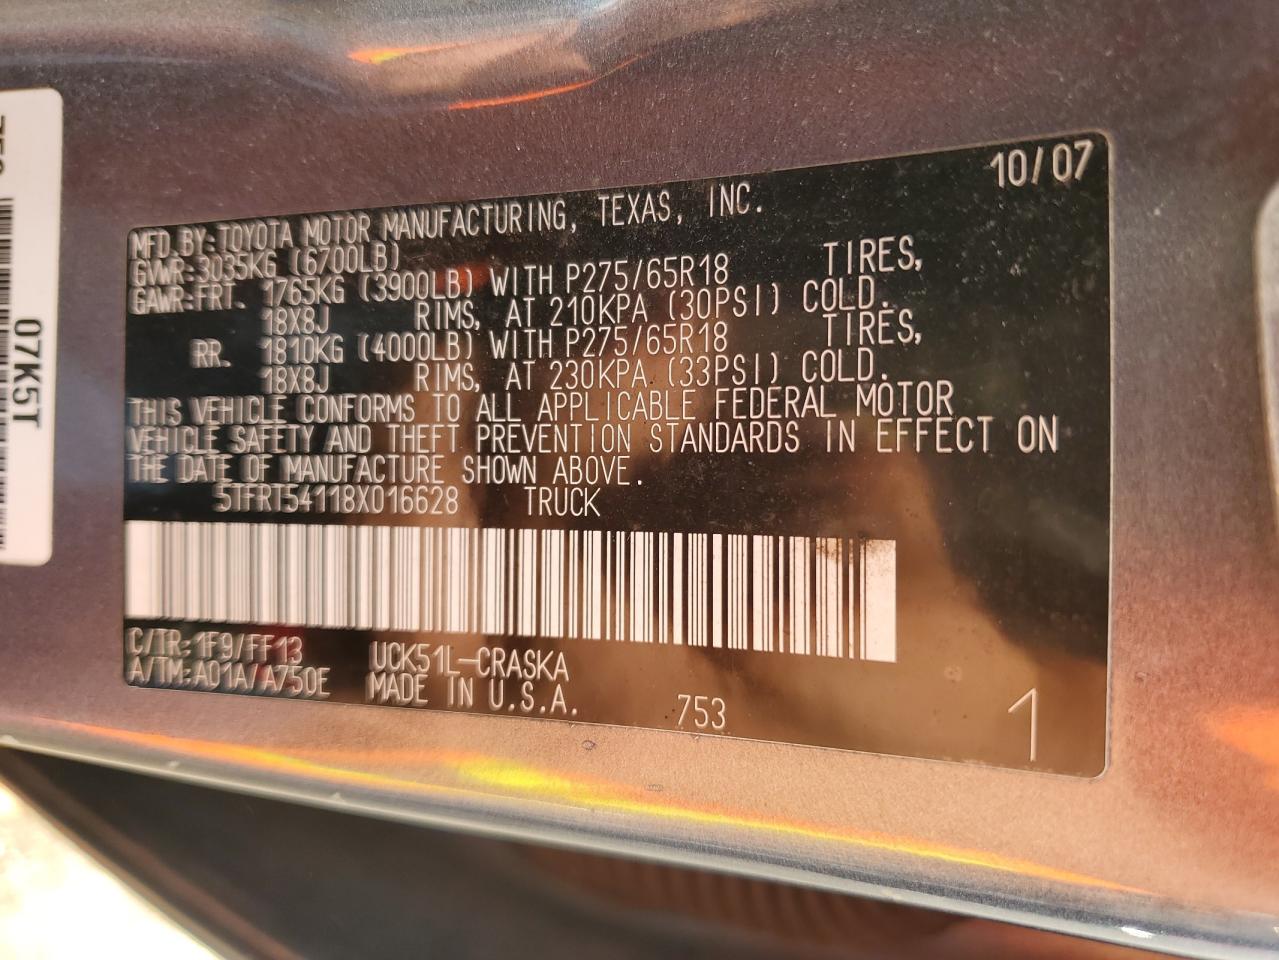 10/07
MFD BY:TOYOTA MOTOR MANUFACTURING, TEXAS, INC.
GVWR:3035KG (6700LB)
GAWR:FRT. 1765KG (3900LB) WITH P275/65R18 TIRES,
18X8J RIMS, AT 210KPA (30PSI) COLD.
RR. 1810KG (4000LB) WITH P275/65R18 TIRES,
18X8J RIMS, AT 230KPA (33PSI) COLD.
THIS VEHICLE CONFORMS TO ALL APPLICABLE FEDERAL MOTOR
VEHICLE SAFETY AND THEFT PREVENTION STANDARDS IN EFFECT ON
THE DATE OF MANUFACTURE SHOWN ABOVE.
5TFRT54118X016628 TRUCK
C/TR:1F9/FF13 UCK51L-CRASKA
A/TM:A01A/A750E MADE IN U.S.A. 753
1
07K5T